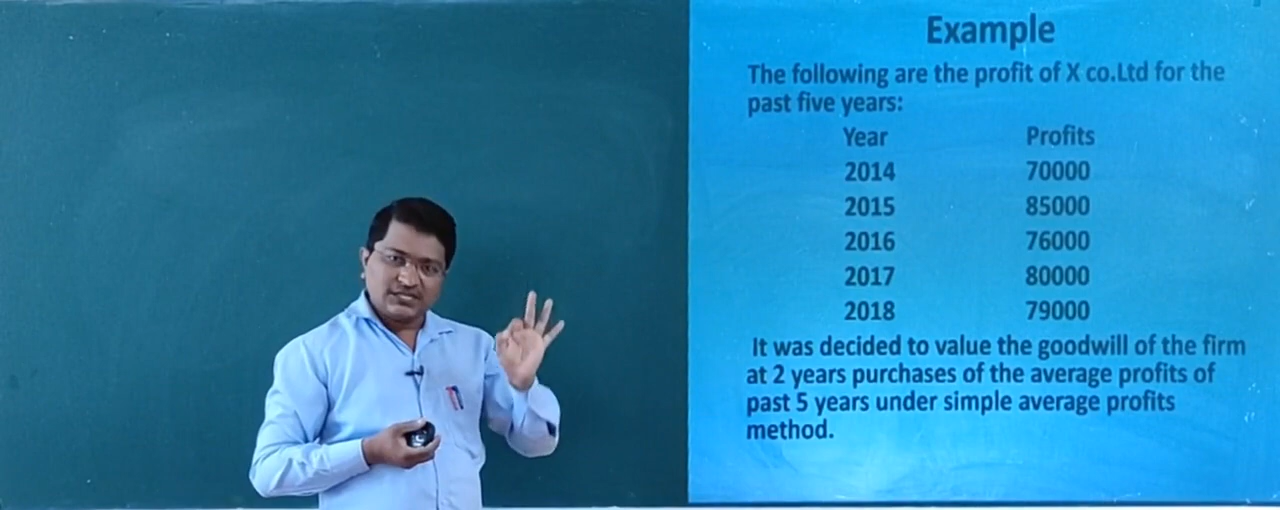 Example
The following are the profit of X co.Ltd for the
past five years:
Year Profits
2014 70000
2015 85000
2016 76000
2017 80000
2018 79000
It was decided to value the goodwill of the firm
at 2 years purchases of the average profits of
past 5 years under simple average profits
method.